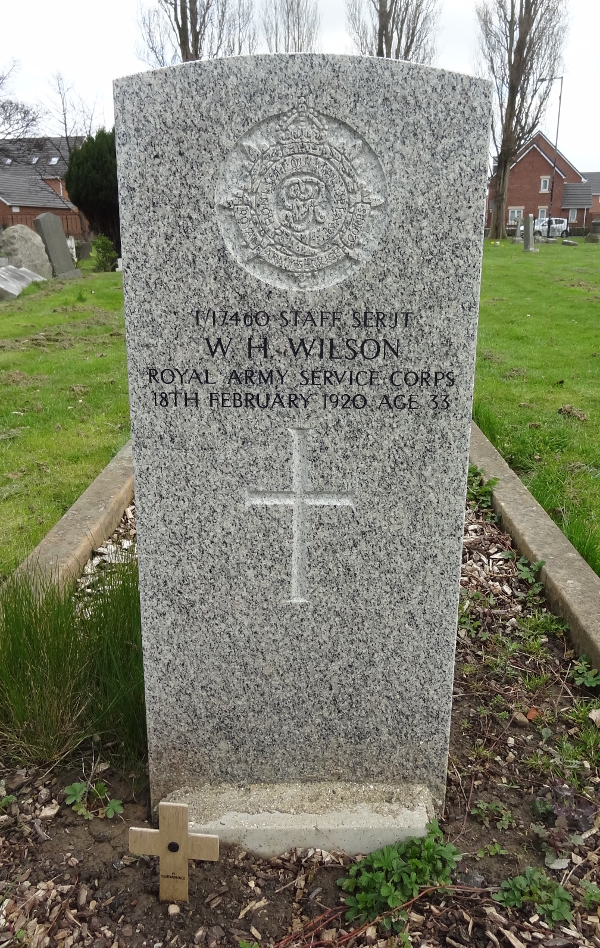 T/17460 STAFF SERJT
W. H. WILSON
ROYAL ARMY SERVICE CORPS
18TH FEBRUARY 1920 AGE 33